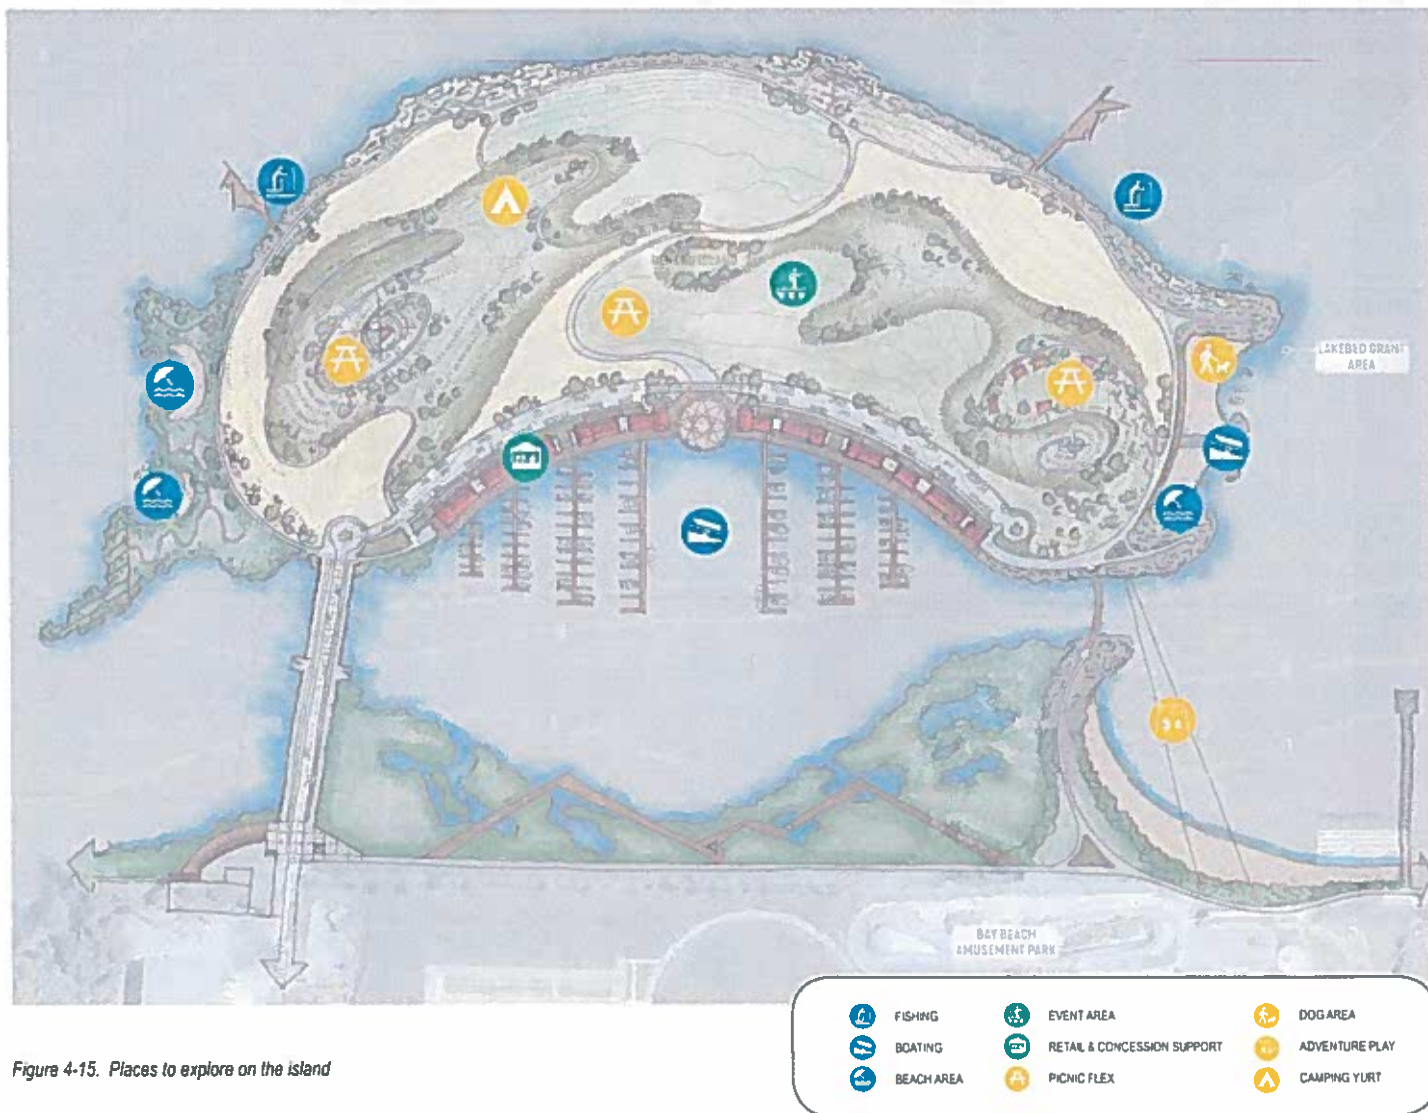 LAKEBED GRANT
AREA
BAY BEACH
AMUSEMENT PARK
FISHING
EVENT AREA
DOG AREA
BOATING
RETAIL & CONCESSION SUPPORT
ADVENTURE PLAY
BEACH AREA
PICNIC FLEX
CAMPING YURT
Figure 4-15. Places to explore on the island